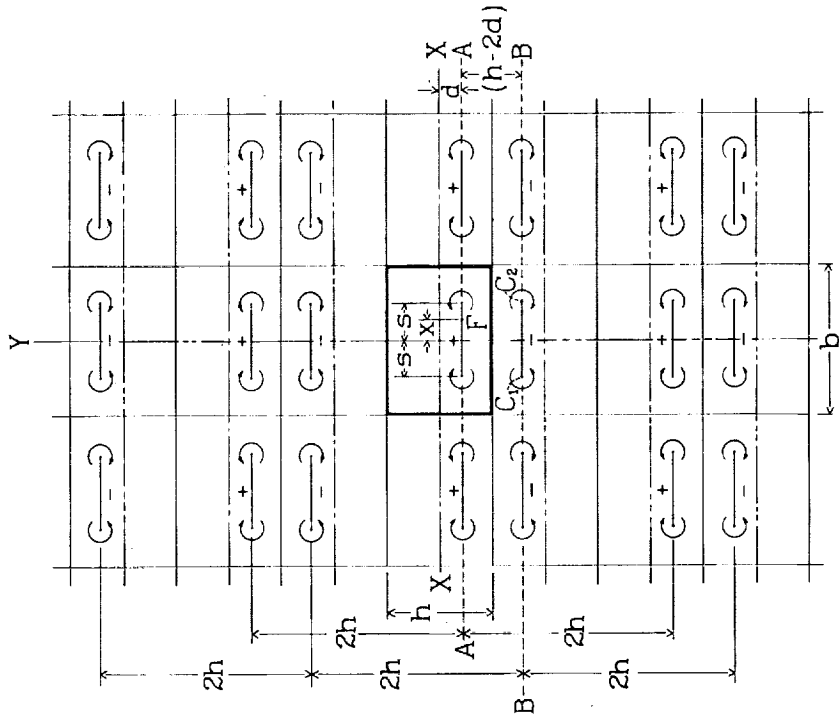 Y
- - -
+ + +
- - -
X X
d
A A
(h-2d)
B B
h
S S
X
F
+ + +
C₁ C₂
- - -
+ + +
- - -
2h
2h
2h
2h
2h
b